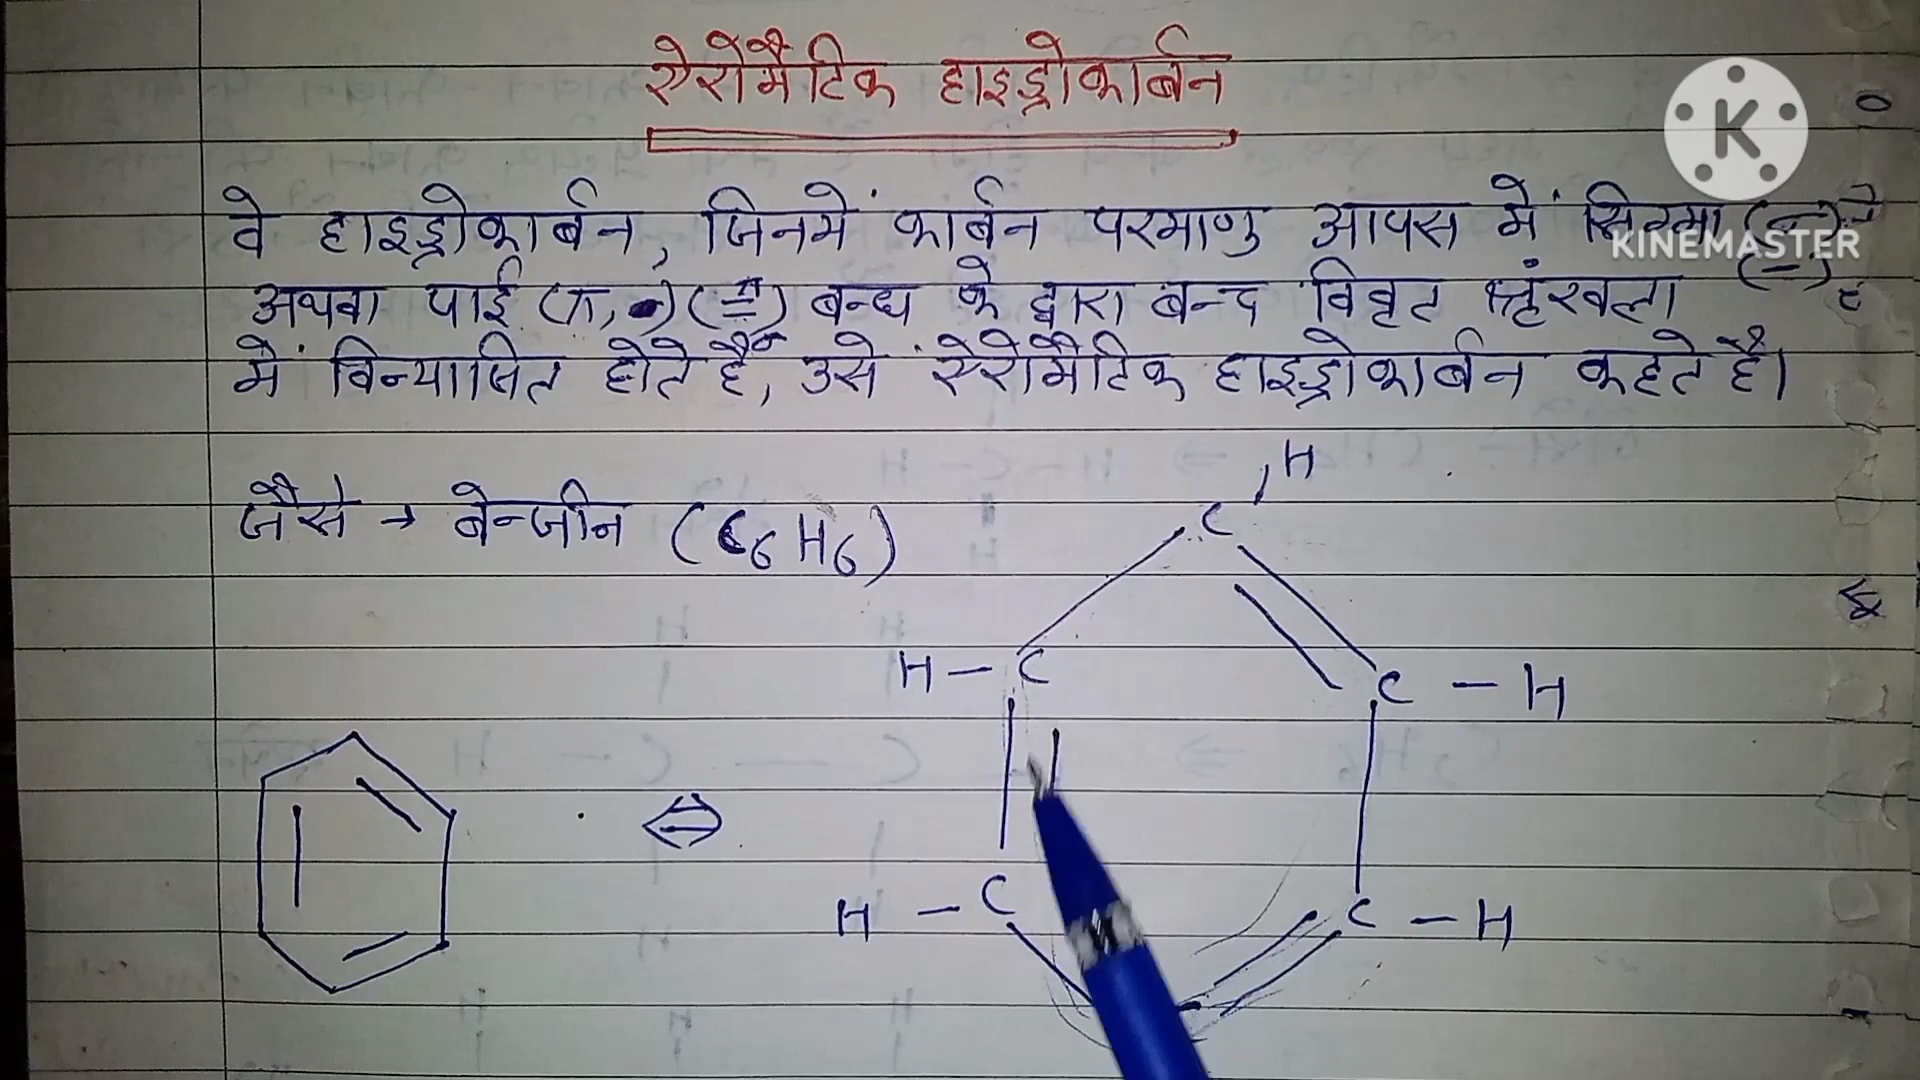 ऐरोमैटिक हाइड्रोकार्बन
K
KINEMASTER
वे हाइड्रोकार्बन, जिनमें कार्बन परमाणु आपस में सिग्मा
(-)
अथवा पाई (π, ) (=) बन्ध के द्वारा बन्द विवृत श्रृंखला
में विन्यासित होते हैं, उसे ऐरोमैटिक हाइड्रोकार्बन कहते है।
जैसे → बेन्जीन (C6H6)
H
C
H - C
C - H
⇔
H - C
C - H